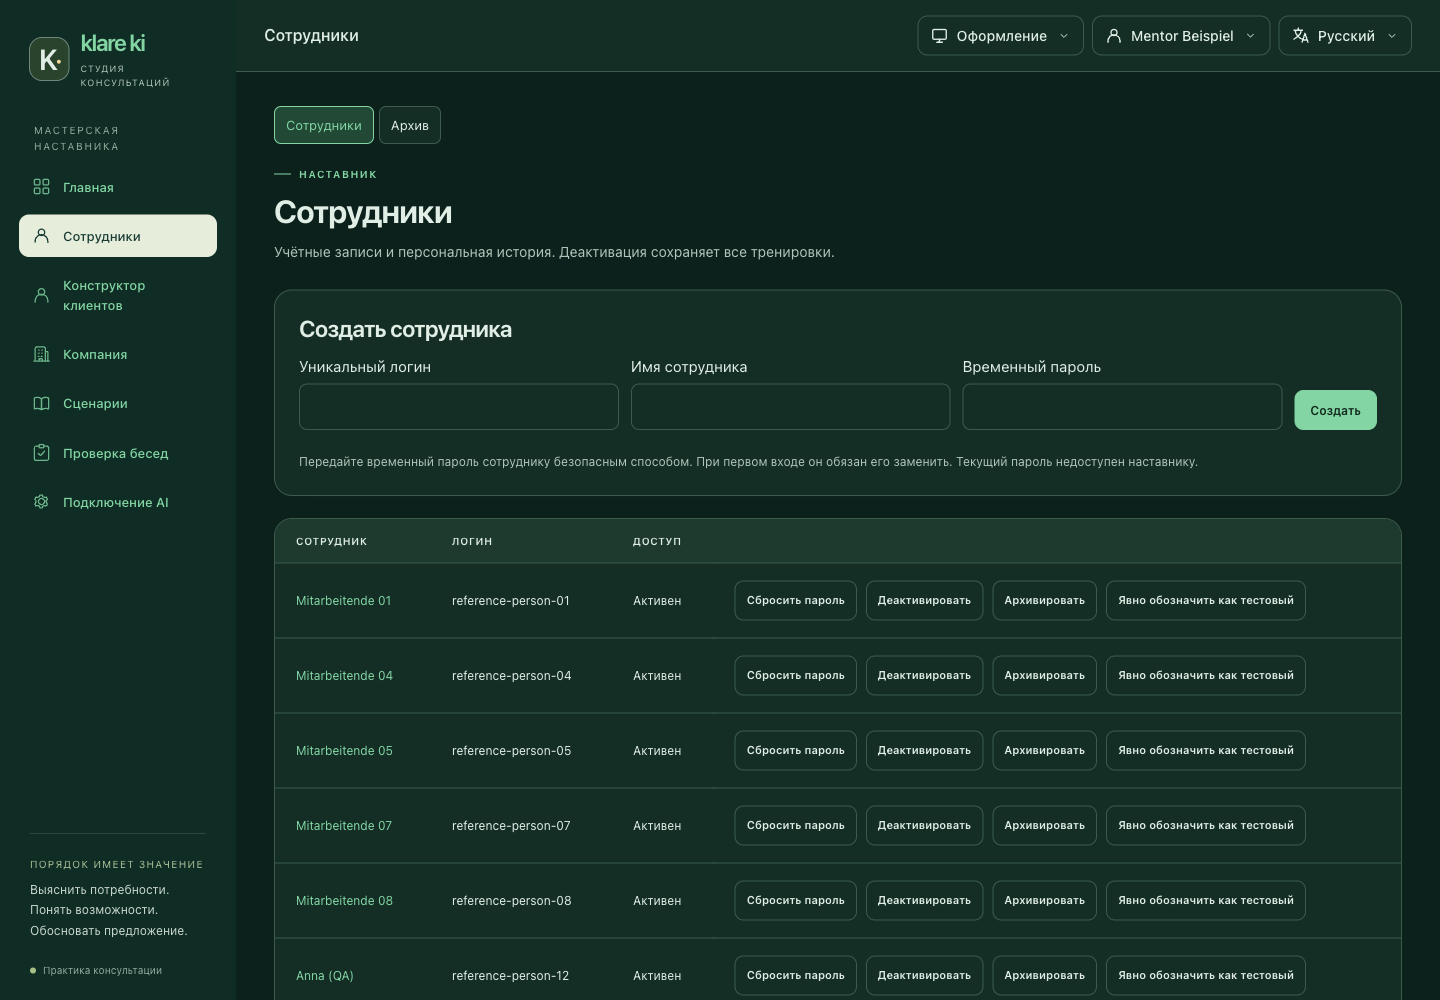 K
klare ki
СТУДИЯ
КОНСУЛЬТАЦИЙ
МАСТЕРСКАЯ
НАСТАВНИКА
Главная
Сотрудники
Конструктор
клиентов
Компания
Сценарии
Проверка бесед
Подключение AI
ПОРЯДОК ИМЕЕТ ЗНАЧЕНИЕ
Выяснить потребности.
Понять возможности.
Обосновать предложение.
Практика консультации
Сотрудники
Оформление
Mentor Beispiel
Русский
Сотрудники
Архив
НАСТАВНИК
Сотрудники
Учётные записи и персональная история. Деактивация сохраняет все тренировки.
Создать сотрудника
Уникальный логин
Имя сотрудника
Временный пароль
Создать
Передайте временный пароль сотруднику безопасным способом. При первом входе он обязан его заменить. Текущий пароль недоступен наставнику.
СОТРУДНИК ЛОГИН ДОСТУП
Mitarbeitende 01 reference-person-01 Активен Сбросить пароль Деактивировать Архивировать Явно обозначить как тестовый
Mitarbeitende 04 reference-person-04 Активен Сбросить пароль Деактивировать Архивировать Явно обозначить как тестовый
Mitarbeitende 05 reference-person-05 Активен Сбросить пароль Деактивировать Архивировать Явно обозначить как тестовый
Mitarbeitende 07 reference-person-07 Активен Сбросить пароль Деактивировать Архивировать Явно обозначить как тестовый
Mitarbeitende 08 reference-person-08 Активен Сбросить пароль Деактивировать Архивировать Явно обозначить как тестовый
Anna (QA) reference-person-12 Активен Сбросить пароль Деактивировать Архивировать Явно обозначить как тестовый